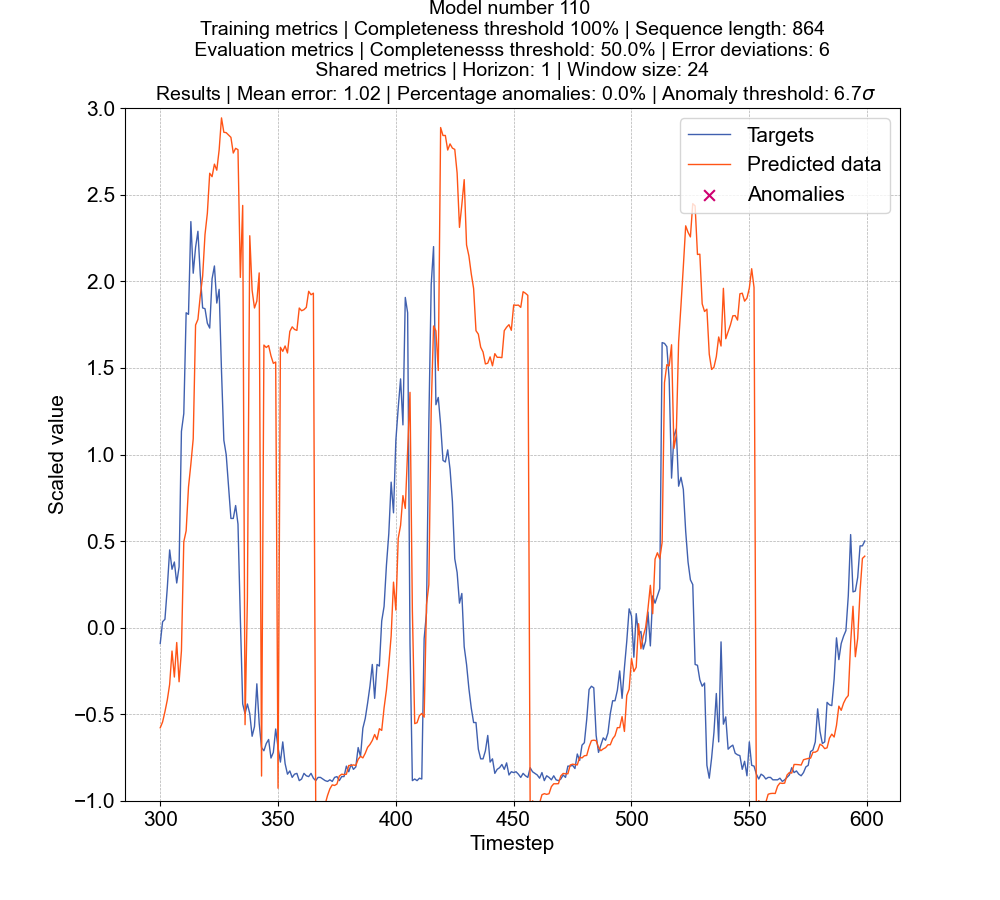 Model number 110
Training metrics | Completeness threshold 100% | Sequence length: 864
Evaluation metrics | Completenesss threshold: 50.0% | Error deviations: 6
Shared metrics | Horizon: 1 | Window size: 24
Results | Mean error: 1.02 | Percentage anomalies: 0.0% | Anomaly threshold: 6.7σ
3.0
2.5
2.0
1.5
1.0
0.5
0.0
−0.5
−1.0
Scaled value
Targets
Predicted data
Anomalies
300 350 400 450 500 550 600
Timestep